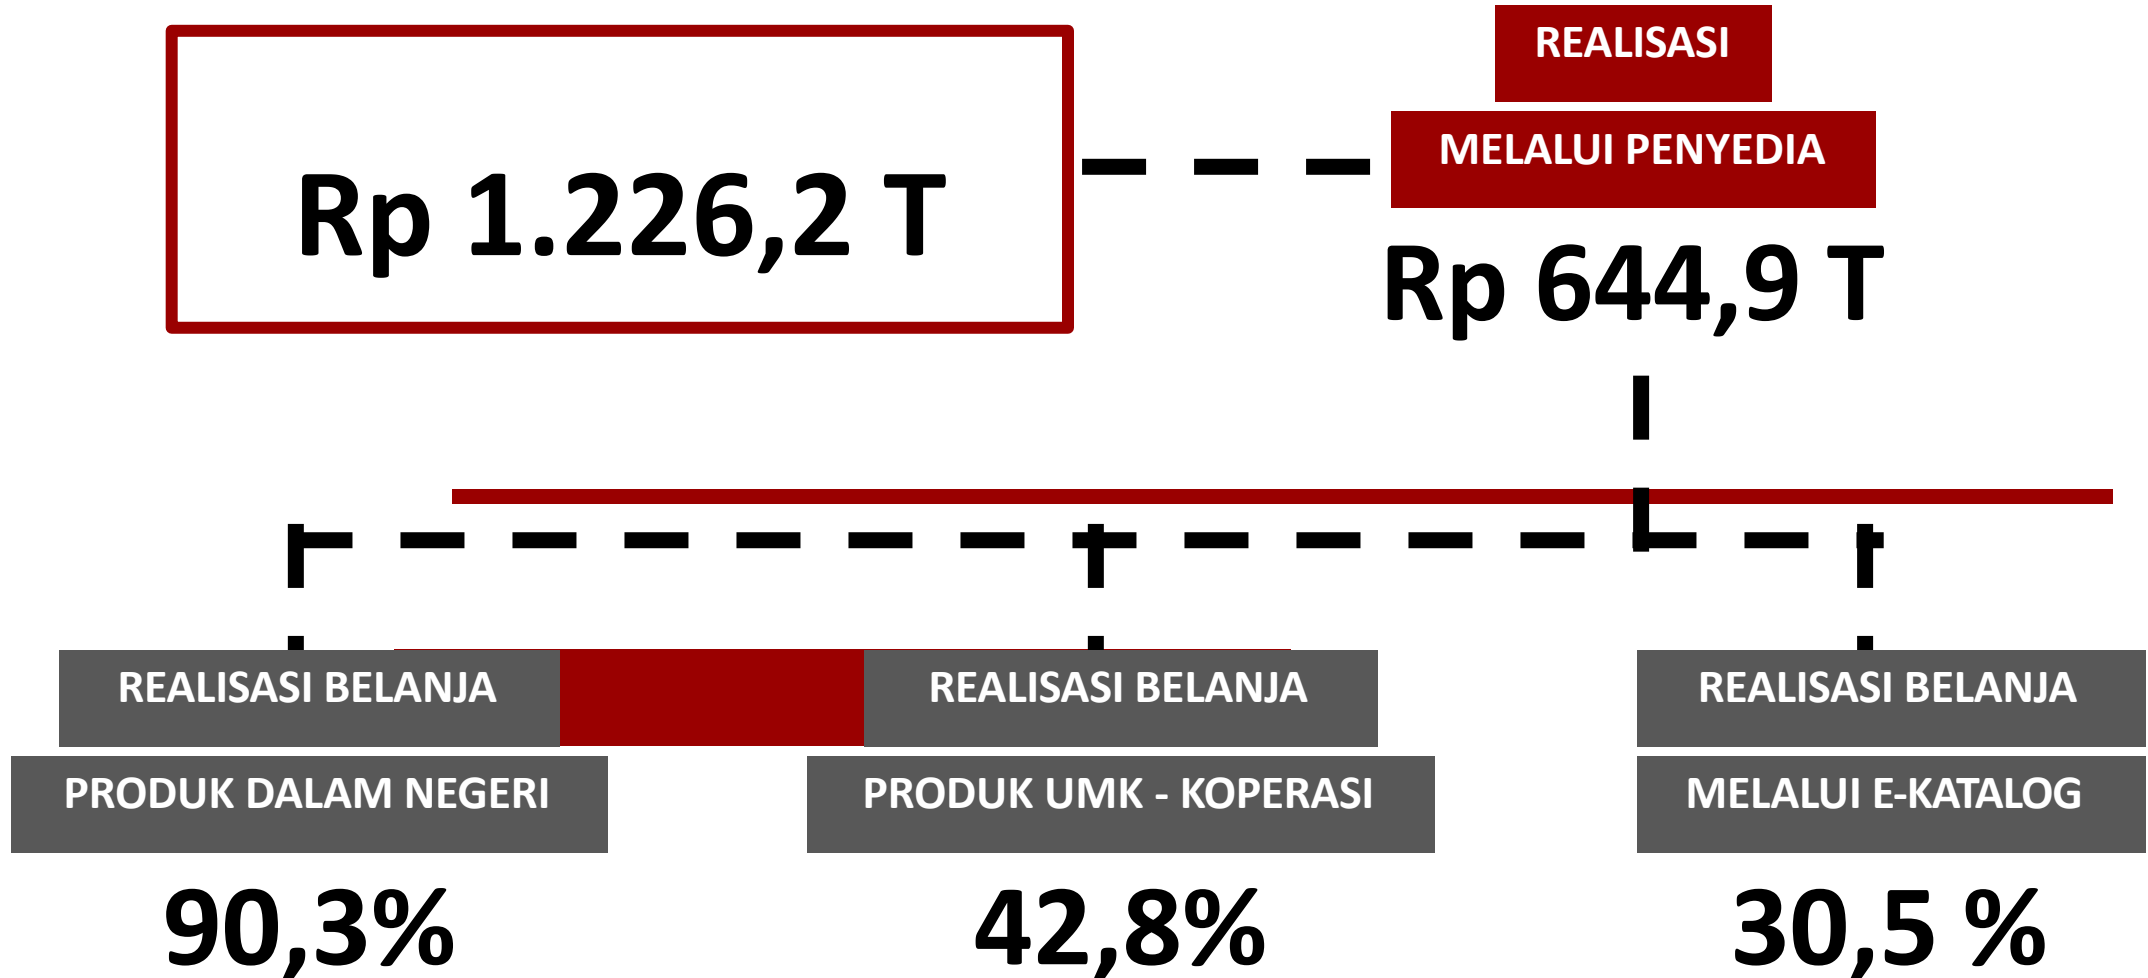 Rp 1.226,2 T
REALISASI
MELALUI PENYEDIA
Rp 644,9 T
REALISASI BELANJA
PRODUK DALAM NEGERI
90,3%
REALISASI BELANJA
PRODUK UMK - KOPERASI
42,8%
REALISASI BELANJA
MELALUI E-KATALOG
30,5 %